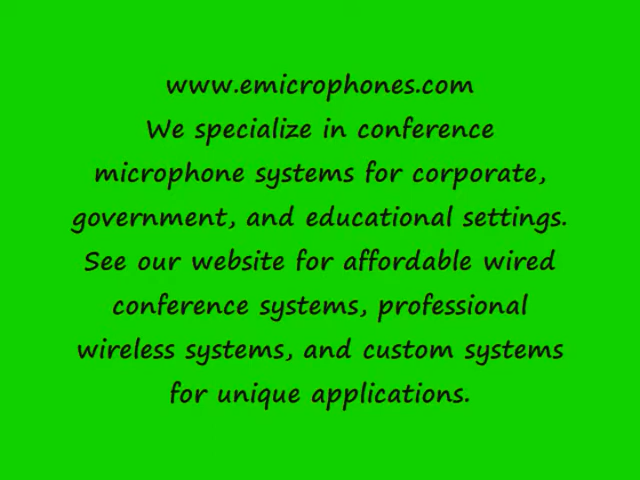 www.emicrophones.com
We specialize in conference
microphone systems for corporate,
government, and educational settings.
See our website for affordable wired
conference systems, professional
wireless systems, and custom systems
for unique applications.